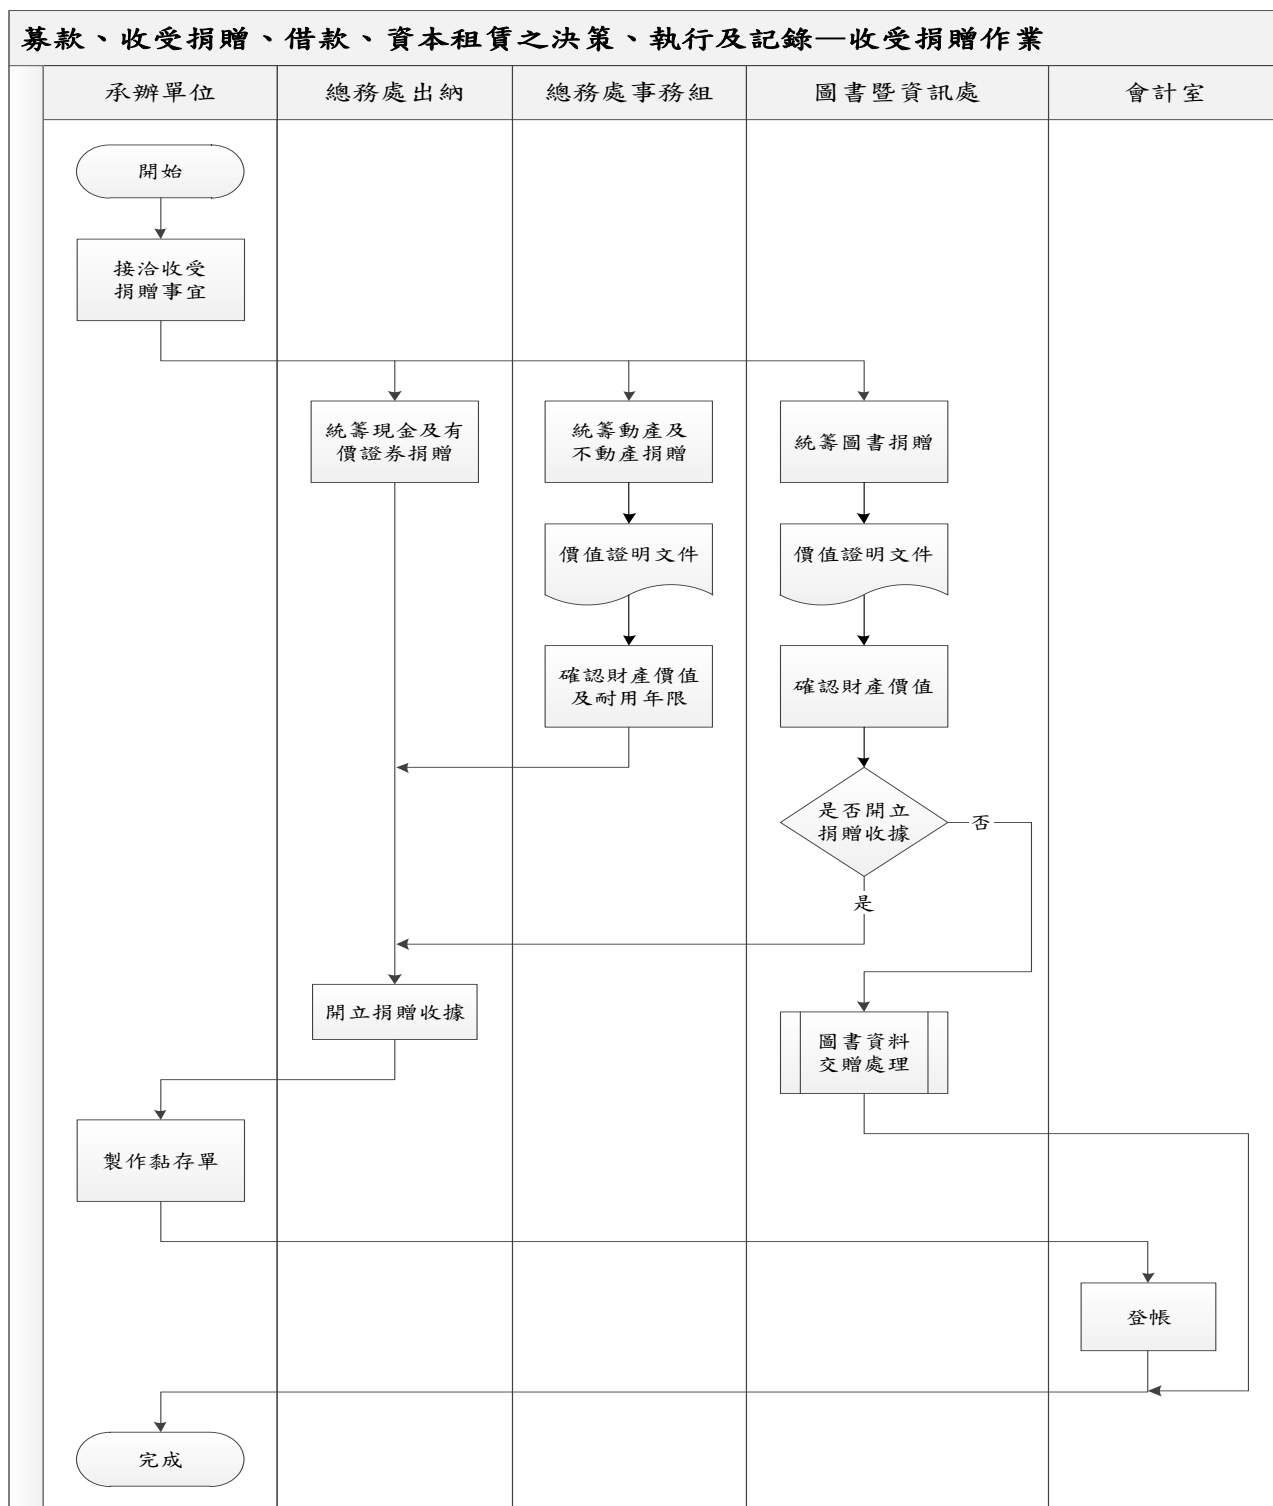 募款、收受捐贈、借款、資本租賃之決策、執行及記錄—收受捐贈作業
承辦單位
總務處出納
總務處事務組
圖書暨資訊處
會計室
開始
接洽收受
捐贈事宜
統籌現金及有
價證券捐贈
統籌動產及
不動產捐贈
統籌圖書捐贈
價值證明文件
價值證明文件
確認財產價值
及耐用年限
確認財產價值
是否開立
捐贈收據
否
是
開立捐贈收據
圖書資料
交贈處理
製作黏存單
登帳
完成